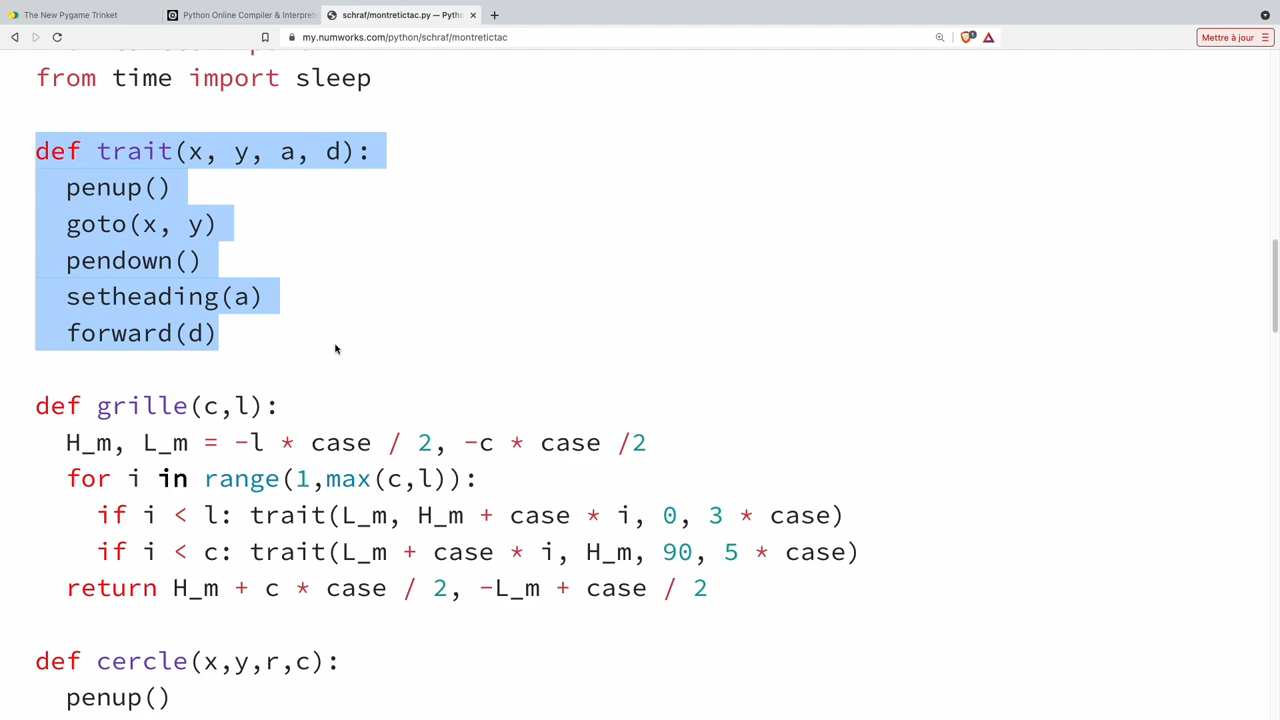 The New Pygame Trinket
Python Online Compiler & Interpret
schraf/montretictac.py — Pytho
my.numworks.com/python/schraf/montretictac
Mettre à jour
from time import sleep
def trait(x, y, a, d):
penup()
goto(x, y)
pendown()
setheading(a)
forward(d)
def grille(c,l):
H_m, L_m = -l * case / 2, -c * case /2
for i in range(1,max(c,l)):
if i < l: trait(L_m, H_m + case * i, 0, 3 * case)
if i < c: trait(L_m + case * i, H_m, 90, 5 * case)
return H_m + c * case / 2, -L_m + case / 2
def cercle(x,y,r,c):
penup()